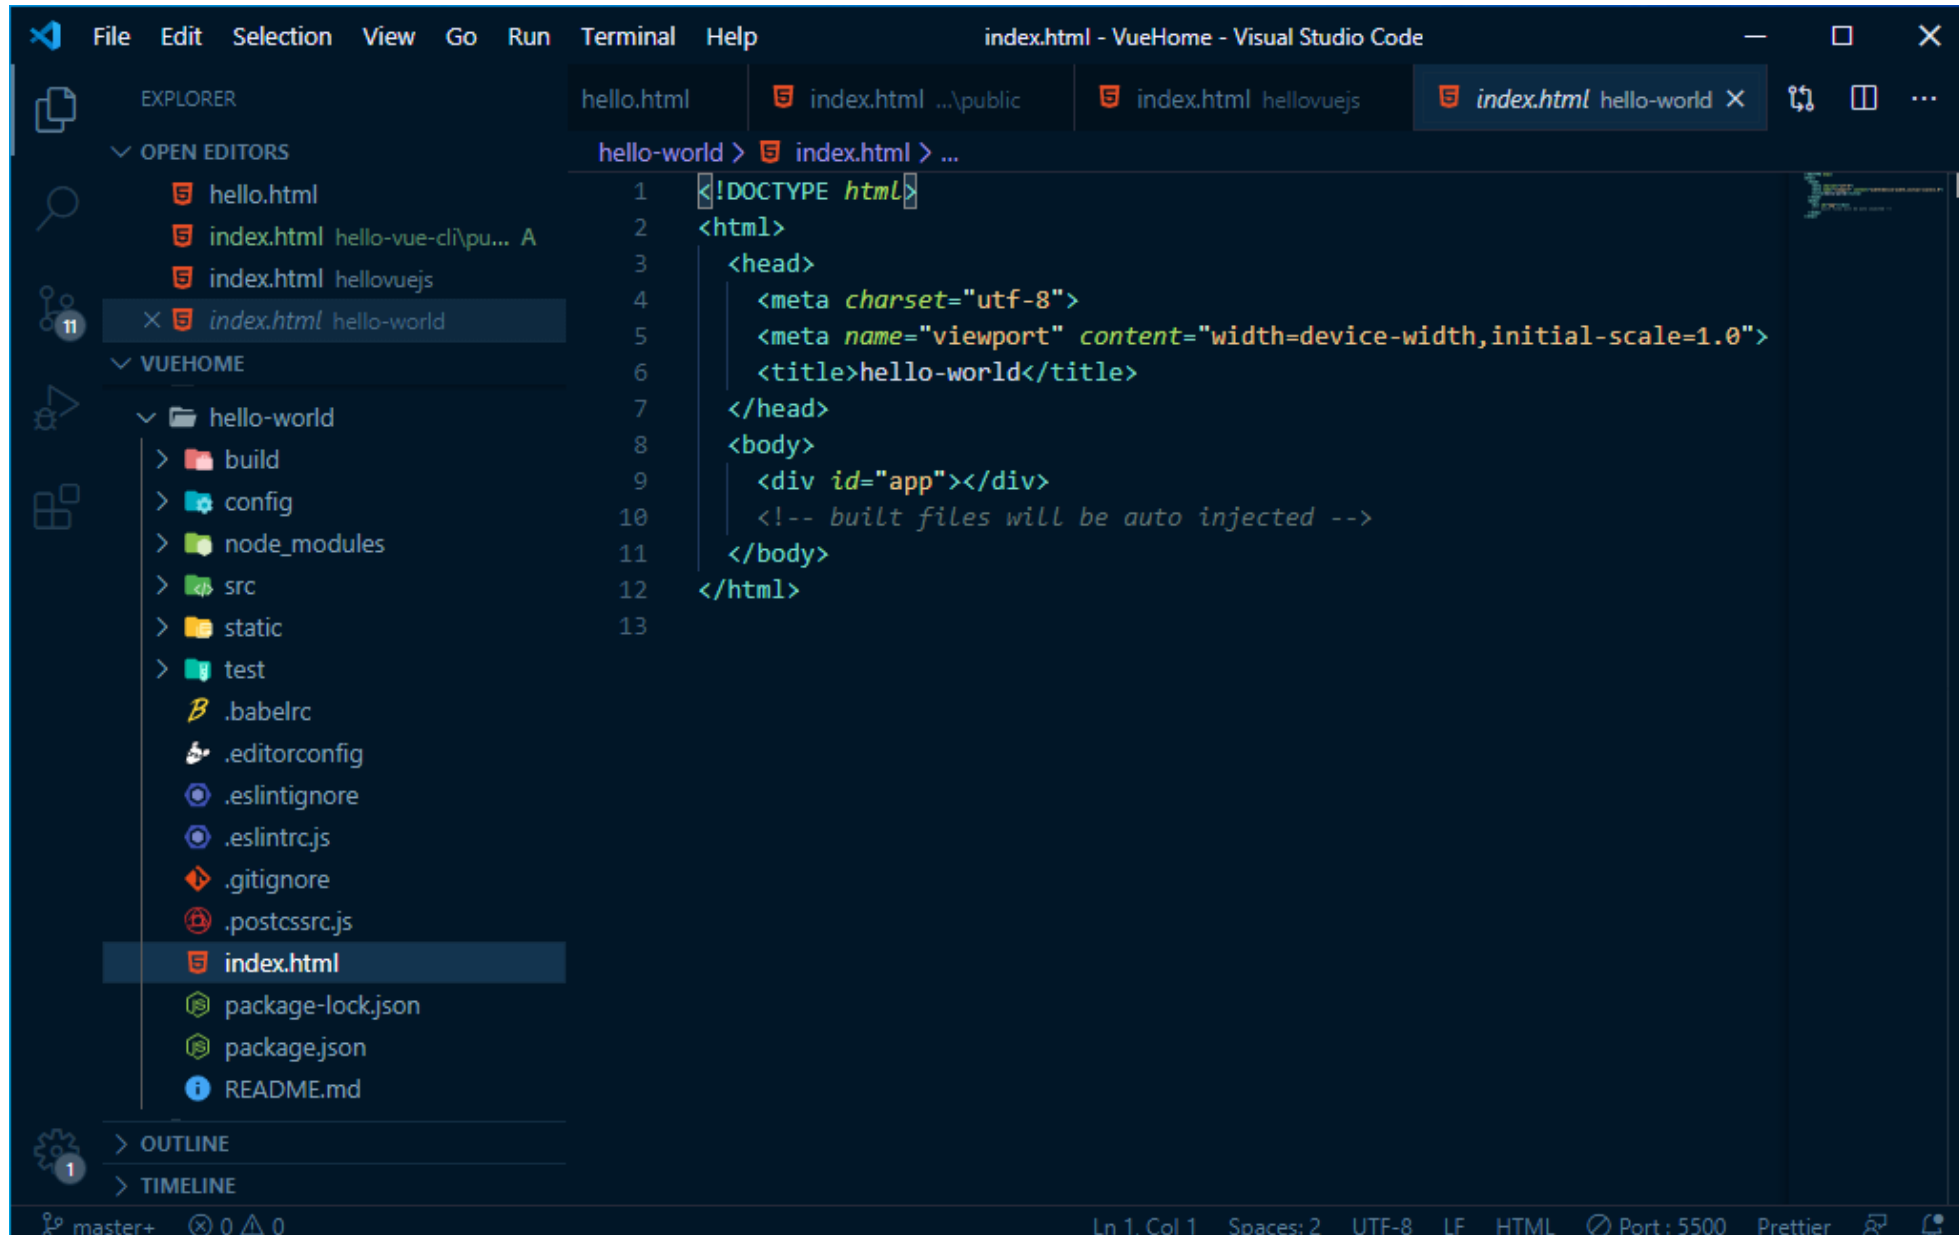 File Edit Selection View Go Run Terminal Help index.html - VueHome - Visual Studio Code
EXPLORER
OPEN EDITORS
hello.html
index.html hello-vue-cli\pu... A
index.html hellovuejs
index.html hello-world
VUEHOME
hello-world
build
config
node_modules
src
static
test
.babelrc
.editorconfig
.eslintignore
.eslintrc.js
.gitignore
.postcssrc.js
index.html
package-lock.json
package.json
README.md
OUTLINE
TIMELINE
11
1
hello.html index.html ...\public index.html hellovuejs index.html hello-world
hello-world > index.html > ...
1 <!DOCTYPE html>
2 <html>
3 <head>
4 <meta charset="utf-8">
5 <meta name="viewport" content="width=device-width,initial-scale=1.0">
6 <title>hello-world</title>
7 </head>
8 <body>
9 <div id="app"></div>
10 <!-- built files will be auto injected -->
11 </body>
12 </html>
13
master+ 0 0 Ln 1, Col 1 Spaces: 2 UTF-8 LF HTML Port : 5500 Prettier